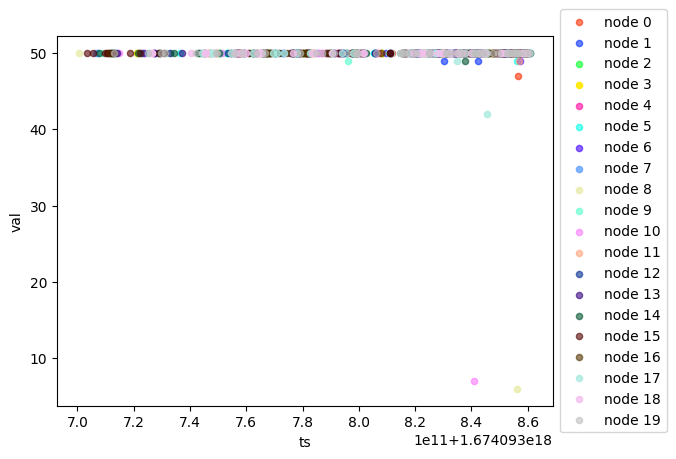 50
40
30
20
10
val
7.0 7.2 7.4 7.6 7.8 8.0 8.2 8.4 8.6
ts
1e11+1.674093e18
node 0
node 1
node 2
node 3
node 4
node 5
node 6
node 7
node 8
node 9
node 10
node 11
node 12
node 13
node 14
node 15
node 16
node 17
node 18
node 19